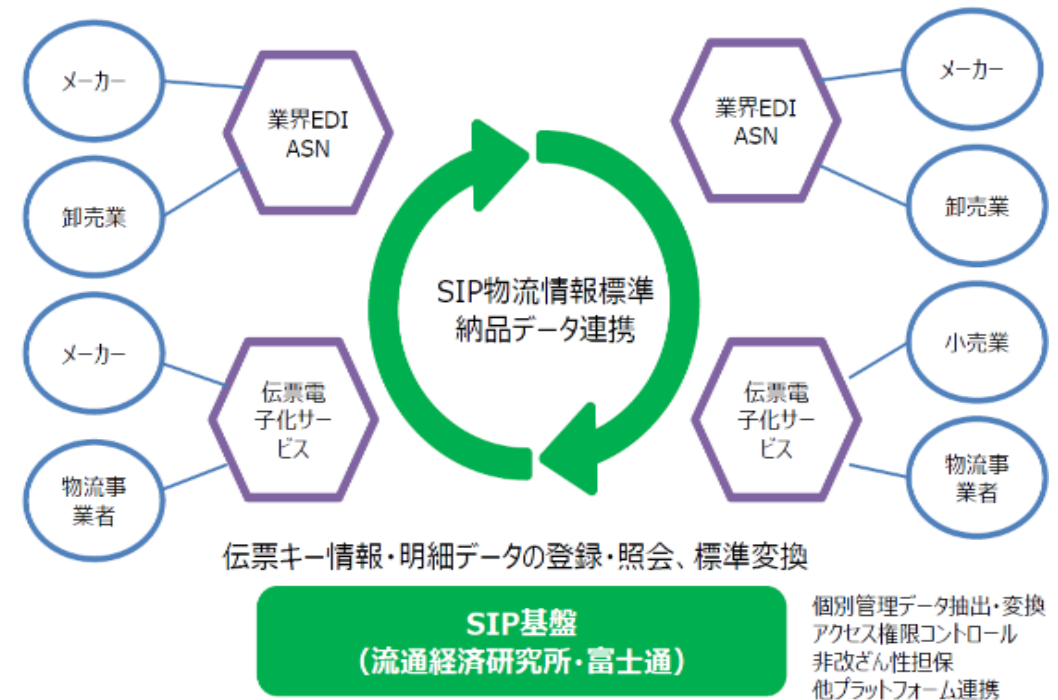 メーカー
業界EDI
ASN
卸売業
メーカー
伝票電
子化サー
ビス
物流事
業者
SIP物流情報標準
納品データ連携
業界EDI
ASN
メーカー
卸売業
伝票電
子化サー
ビス
小売業
物流事
業者
伝票キー情報・明細データの登録・照会、標準変換
SIP基盤
（流通経済研究所・富士通）
個別管理データ抽出・変換
アクセス権限コントロール
非改ざん性担保
他プラットフォーム連携